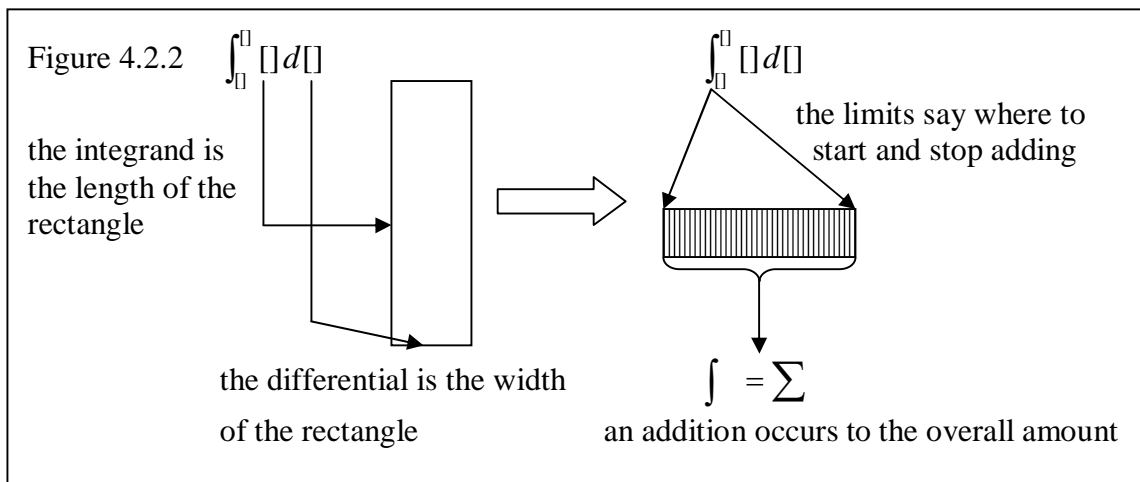 Figure 4.2.2 ∫_{[]}^{[]} []d[]
the integrand is
the length of the
rectangle
the differential is the width
of the rectangle
∫_{[]}^{[]} []d[]
the limits say where to
start and stop adding
∫ = ∑
an addition occurs to the overall amount